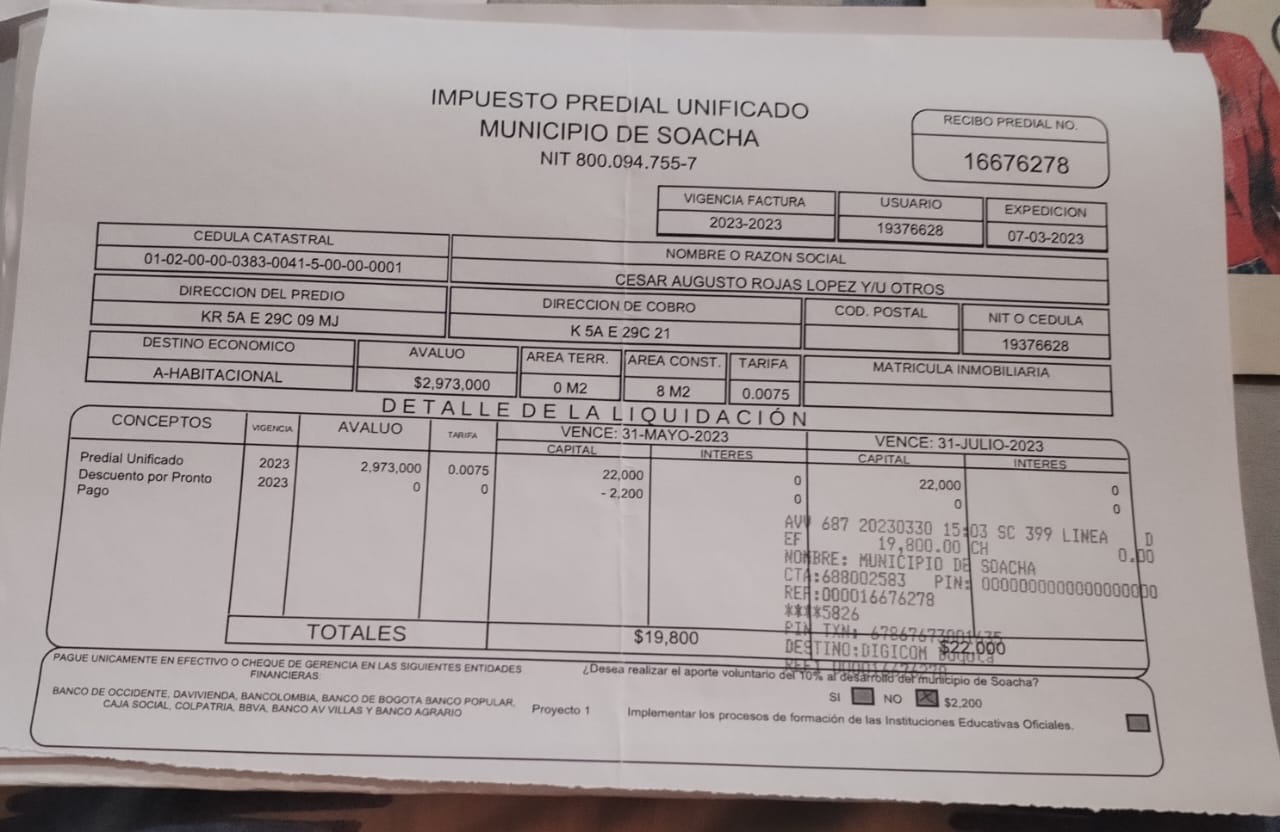 IMPUESTO PREDIAL UNIFICADO
MUNICIPIO DE SOACHA
NIT 800.094.755-7
RECIBO PREDIAL NO.
16676278
VIGENCIA FACTURA
2023-2023
USUARIO
19376628
EXPEDICION
07-03-2023
CEDULA CATASTRAL
01-02-00-00-0383-0041-5-00-00-0001
NOMBRE O RAZON SOCIAL
CESAR AUGUSTO ROJAS LOPEZ Y/U OTROS
DIRECCION DEL PREDIO
KR 5A E 29C 09 MJ
DIRECCION DE COBRO
K 5A E 29C 21
COD. POSTAL
NIT O CEDULA
19376628
DESTINO ECONOMICO
A-HABITACIONAL
AVALUO
$2,973,000
AREA TERR.
0 M2
AREA CONST.
8 M2
TARIFA
0.0075
MATRICULA INMOBILIARIA
DETALLE DE LA LIQUIDACIÓN
CONCEPTOS VIGENCIA AVALUO TARIFA VENCE: 31-MAYO-2023 VENCE: 31-JULIO-2023
CAPITAL INTERES CAPITAL INTERES
Predial Unificado 2023 2,973,000 0.0075 22,000 0 22,000 0
Descuento por Pronto Pago 2023 0 0 - 2,200 0 0 0
AVV 687 20230330 15:03 SC 399 LINEA D
EF 19,800.00 CH 0.00
NOMBRE: MUNICIPIO DE SOACHA
CTA:688002583 PIN: 0000000000000000000
REF:000016676278
****5826
PIN TXN:
DESTINO:DIGICOM Bogota
TOTALES $19,800 $22,000
PAGUE UNICAMENTE EN EFECTIVO O CHEQUE DE GERENCIA EN LAS SIGUIENTES ENTIDADES
FINANCIERAS:
BANCO DE OCCIDENTE, DAVIVIENDA, BANCOLOMBIA, BANCO DE BOGOTA BANCO POPULAR,
CAJA SOCIAL, COLPATRIA, BBVA, BANCO AV VILLAS Y BANCO AGRARIO
¿Desea realizar el aporte voluntario del 10% al desarrollo del municipio de Soacha?
SI NO X $2,200
Proyecto 1 Implementar los procesos de formación de las Instituciones Educativas Oficiales.